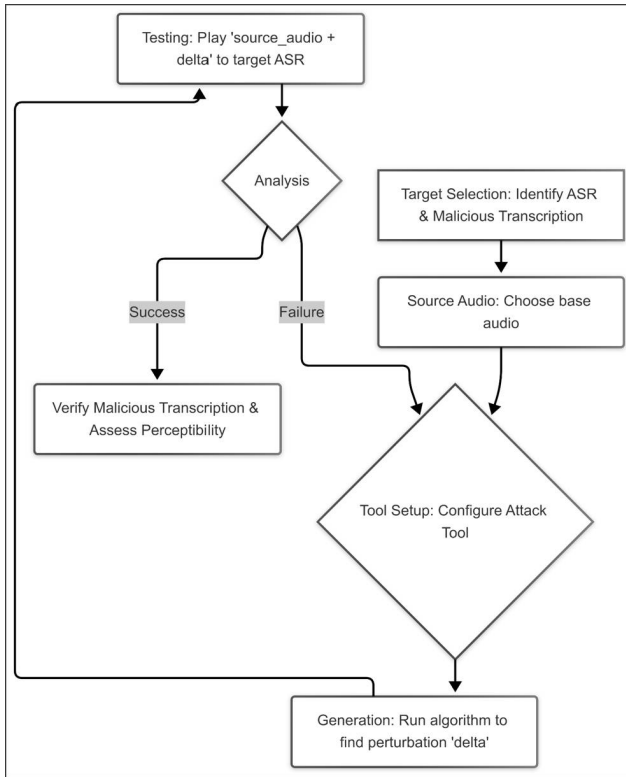 Testing: Play 'source_audio +
delta' to target ASR
Analysis
Target Selection: Identify ASR
& Malicious Transcription
Source Audio: Choose base
audio
Success
Failure
Verify Malicious Transcription &
Assess Perceptibility
Tool Setup: Configure Attack
Tool
Generation: Run algorithm to
find perturbation 'delta'